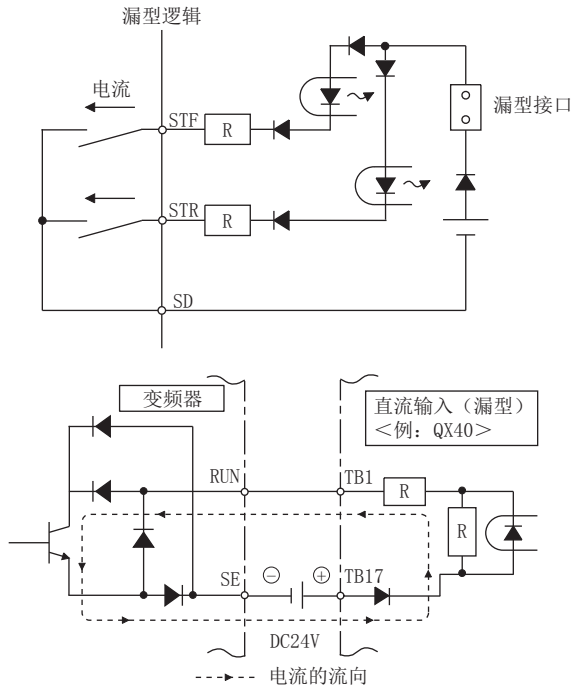 漏型逻辑
电流
STF
R
漏型接口
STR
R
SD
变频器
直流输入（漏型）
<例：QX40>
RUN
TB1
R
R
SE
⊖
⊕
TB17
DC24V
电流的流向